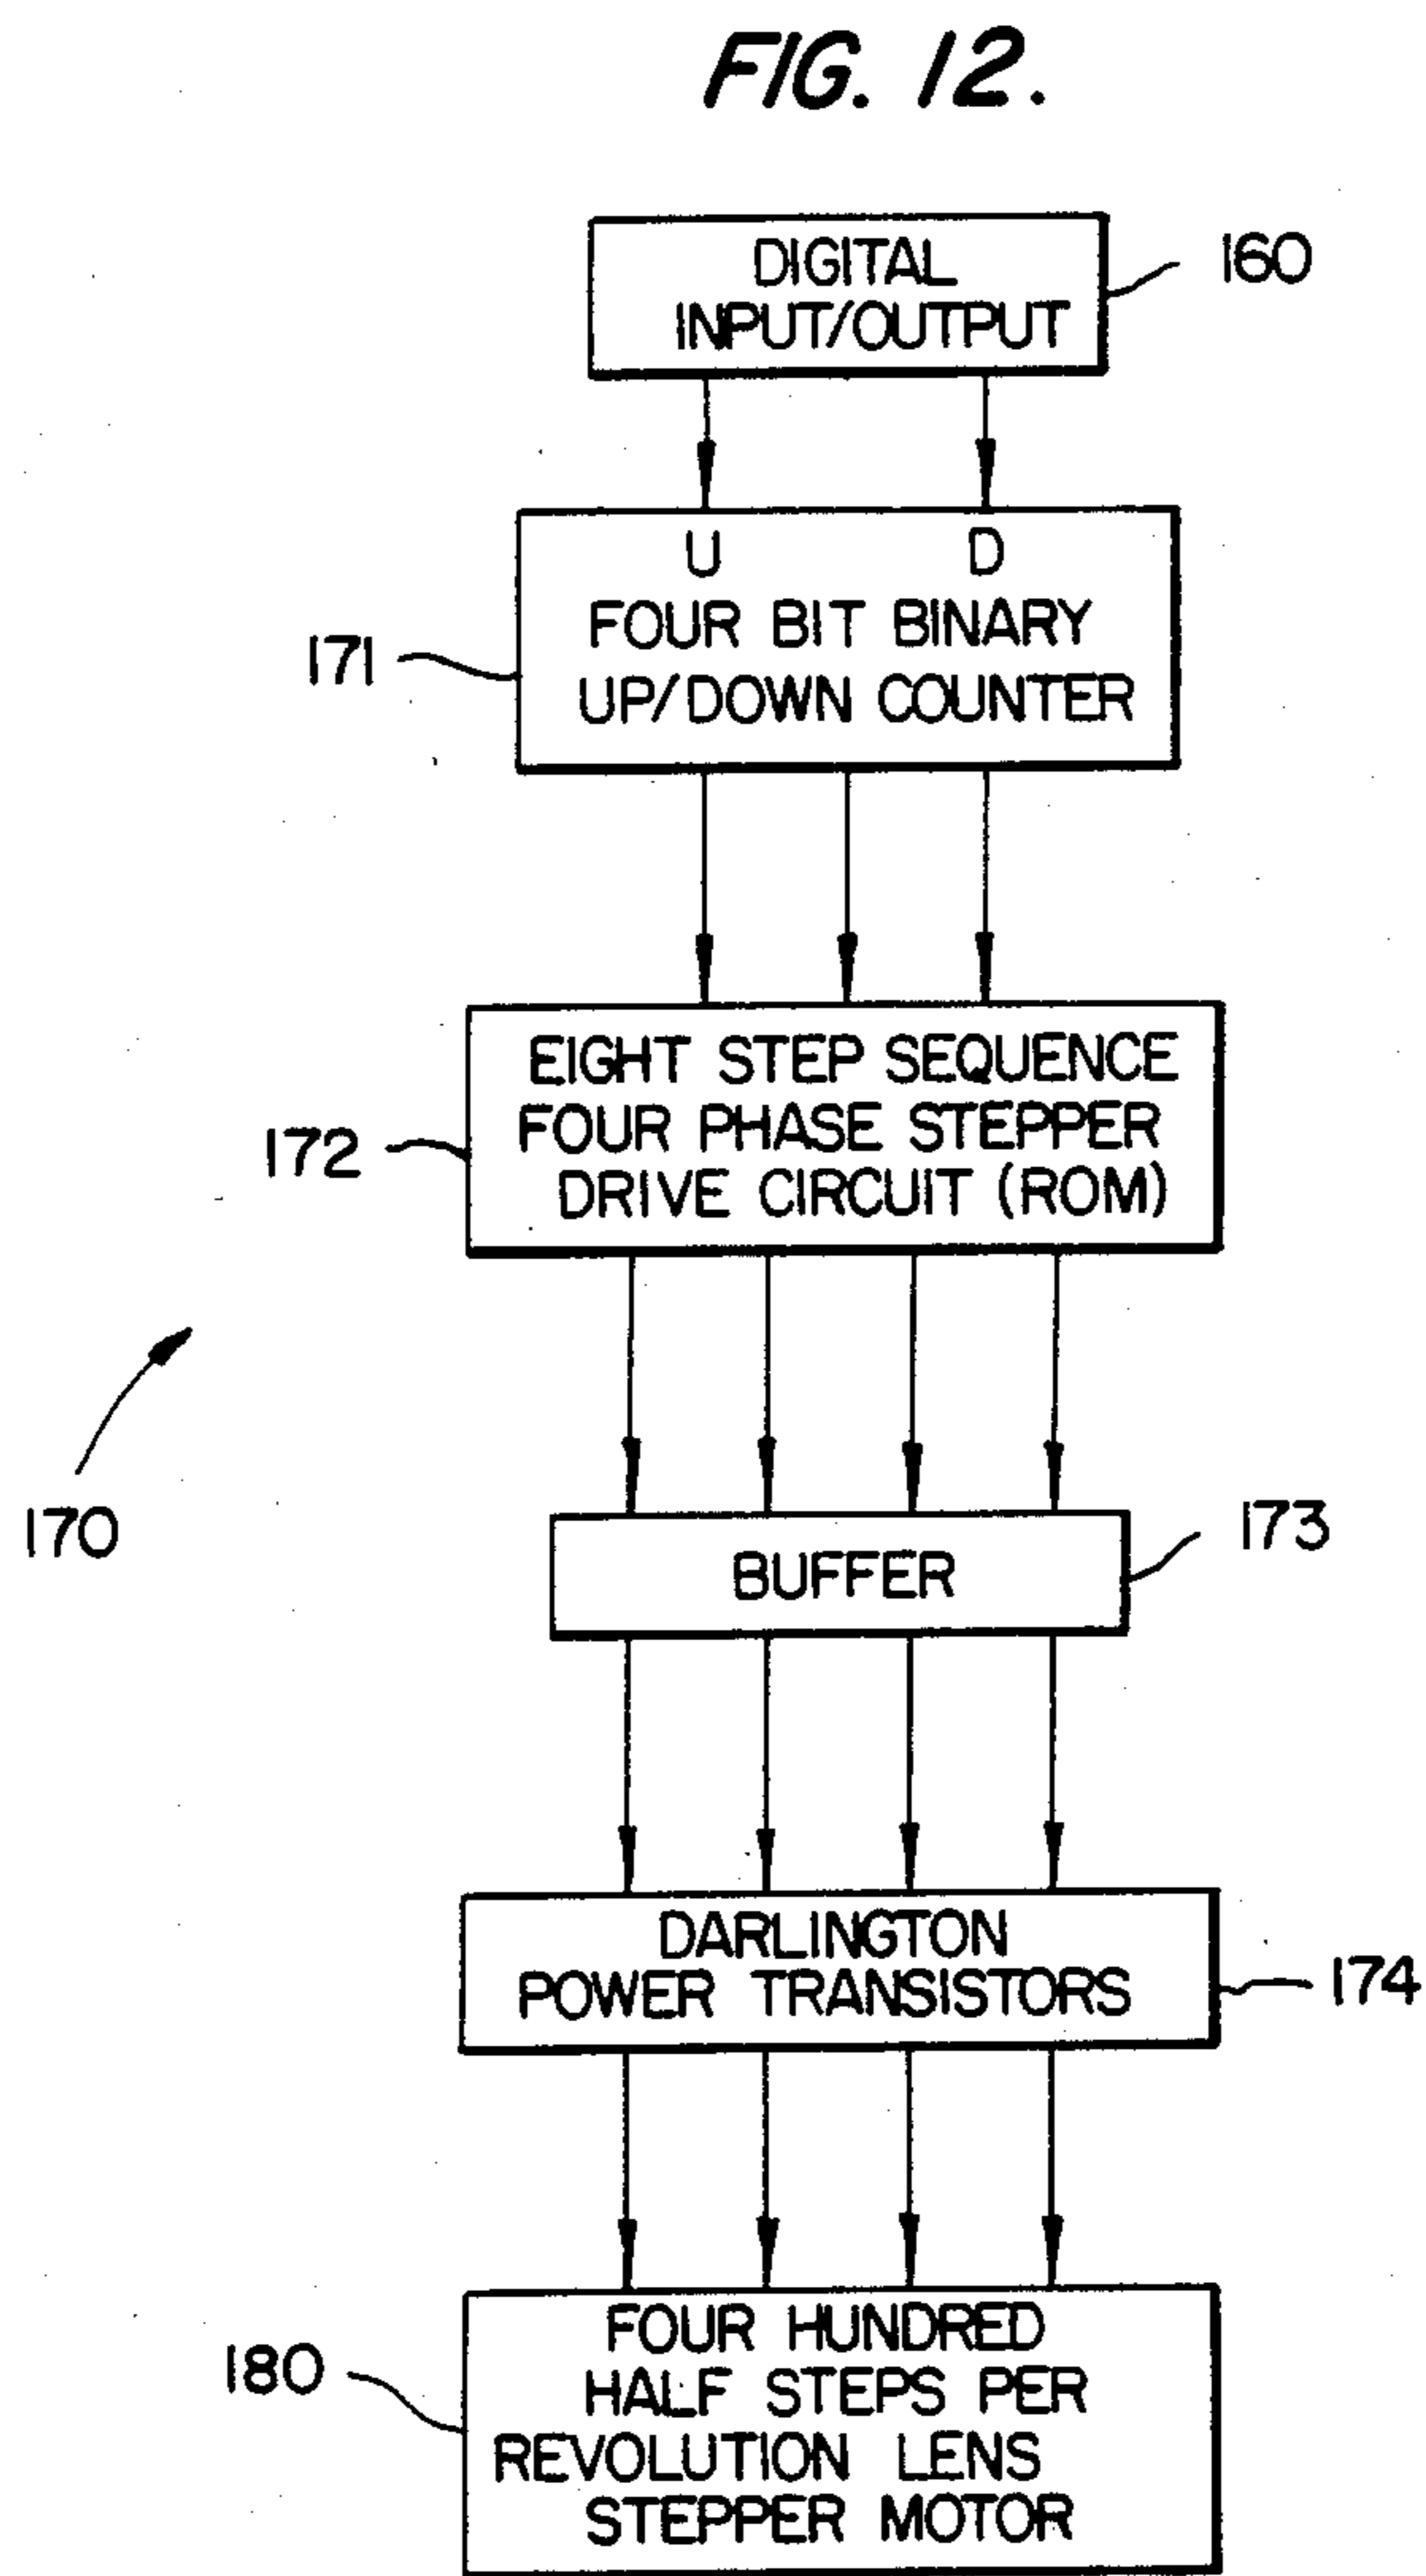 FIG. 12.
DIGITAL
INPUT/OUTPUT
160
U D
FOUR BIT BINARY
UP/DOWN COUNTER
171
EIGHT STEP SEQUENCE
FOUR PHASE STEPPER
DRIVE CIRCUIT (ROM)
172
170
BUFFER
173
DARLINGTON
POWER TRANSISTORS
174
FOUR HUNDRED
HALF STEPS PER
REVOLUTION LENS
STEPPER MOTOR
180